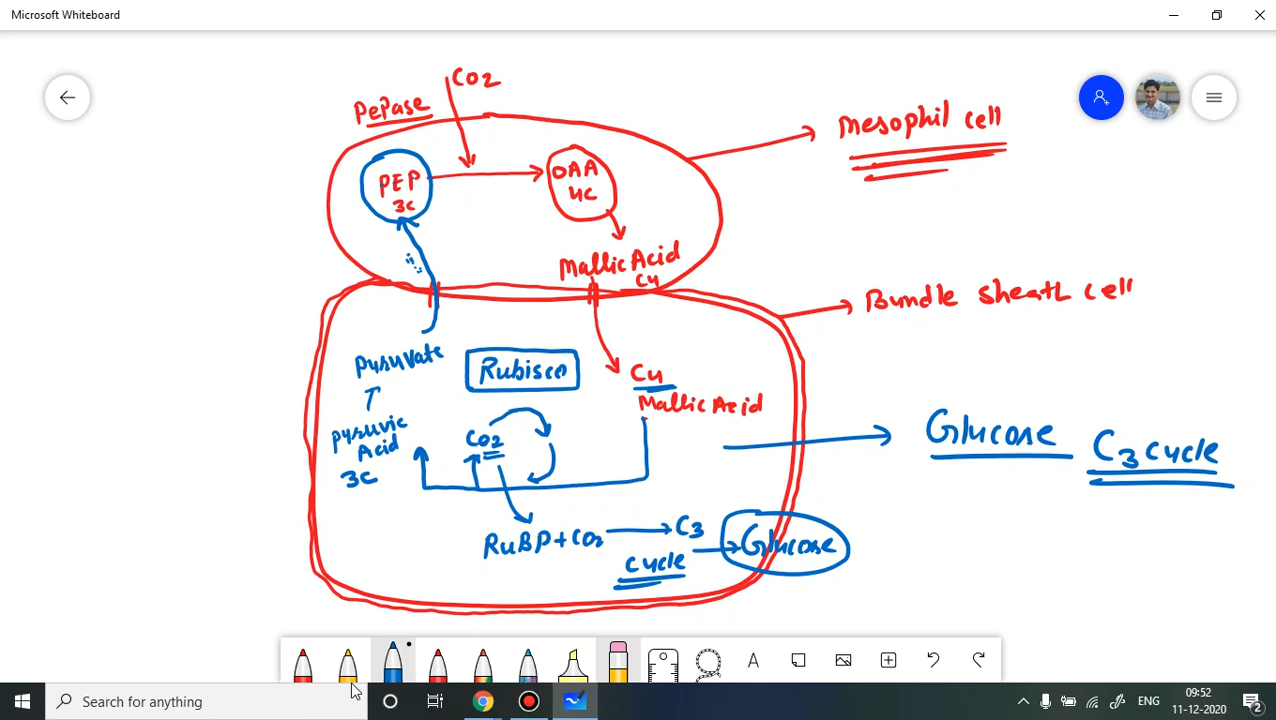 Microsoft Whiteboard
CO2
PePase
Mesophil cell
PEP
3C
OAA
4C
Mallic Acid
C4
Bundle sheath cell
Pyruvate
Rubisco
C4
Mallic Acid
Pyruvic
Acid
3C
CO2
Glucose
C3 cycle
RuBP+CO2
C3
cycle
Glucose
A
Search for anything
ENG
09:52
11-12-2020
2